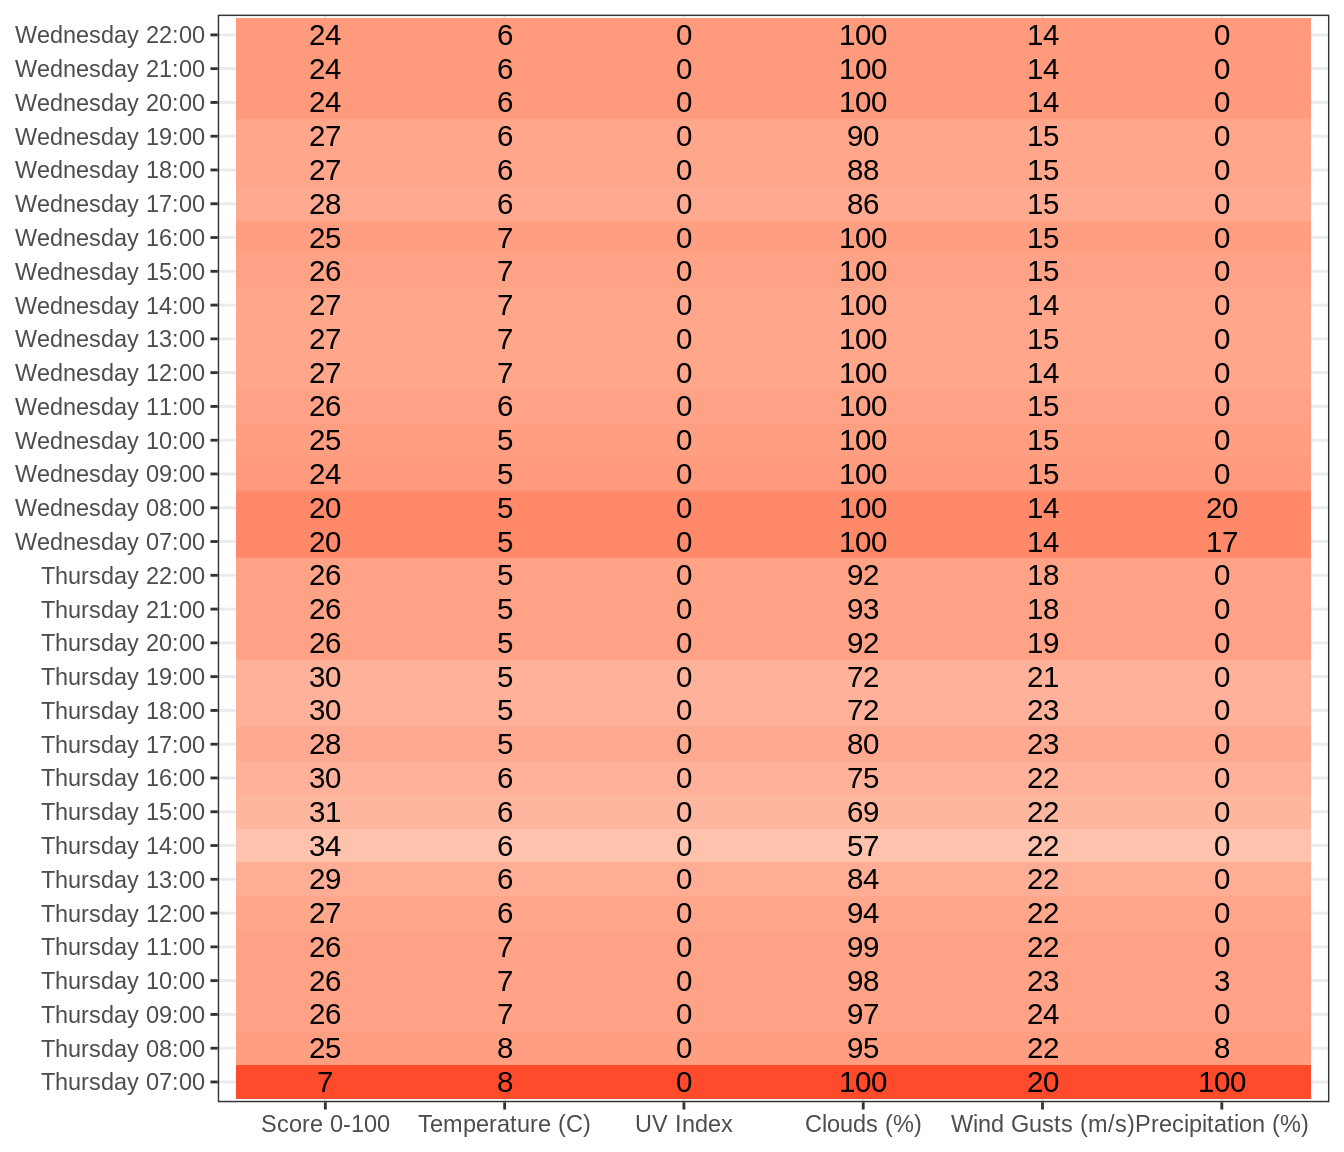 Wednesday 22:00 24 6 0 100 14 0
Wednesday 21:00 24 6 0 100 14 0
Wednesday 20:00 24 6 0 100 14 0
Wednesday 19:00 27 6 0 90 15 0
Wednesday 18:00 27 6 0 88 15 0
Wednesday 17:00 28 6 0 86 15 0
Wednesday 16:00 25 7 0 100 15 0
Wednesday 15:00 26 7 0 100 15 0
Wednesday 14:00 27 7 0 100 14 0
Wednesday 13:00 27 7 0 100 15 0
Wednesday 12:00 27 7 0 100 14 0
Wednesday 11:00 26 6 0 100 15 0
Wednesday 10:00 25 5 0 100 15 0
Wednesday 09:00 24 5 0 100 15 0
Wednesday 08:00 20 5 0 100 14 20
Wednesday 07:00 20 5 0 100 14 17
Thursday 22:00 26 5 0 92 18 0
Thursday 21:00 26 5 0 93 18 0
Thursday 20:00 26 5 0 92 19 0
Thursday 19:00 30 5 0 72 21 0
Thursday 18:00 30 5 0 72 23 0
Thursday 17:00 28 5 0 80 23 0
Thursday 16:00 30 6 0 75 22 0
Thursday 15:00 31 6 0 69 22 0
Thursday 14:00 34 6 0 57 22 0
Thursday 13:00 29 6 0 84 22 0
Thursday 12:00 27 6 0 94 22 0
Thursday 11:00 26 7 0 99 22 0
Thursday 10:00 26 7 0 98 23 3
Thursday 09:00 26 7 0 97 24 0
Thursday 08:00 25 8 0 95 22 8
Thursday 07:00 7 8 0 100 20 100
Score 0-100 Temperature (C) UV Index Clouds (%) Wind Gusts (m/s) Precipitation (%)